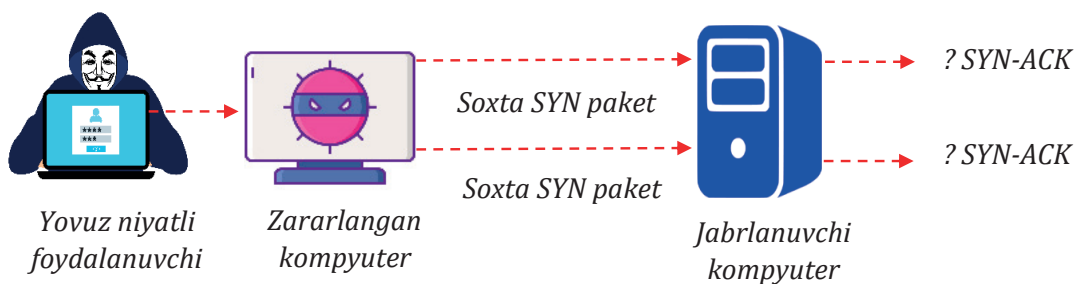 ? SYN-ACK
Soxta SYN paket
? SYN-ACK
Soxta SYN paket
****
***
Yovuz niyatli
foydalanuvchi
Zararlangan
kompyuter
Jabrlanuvchi
kompyuter